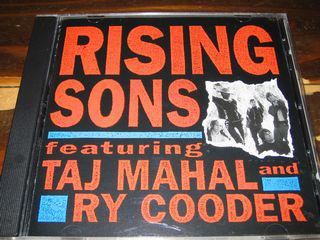 RISING
SONS
featuring
TAJ MAHAL and
RY COODER